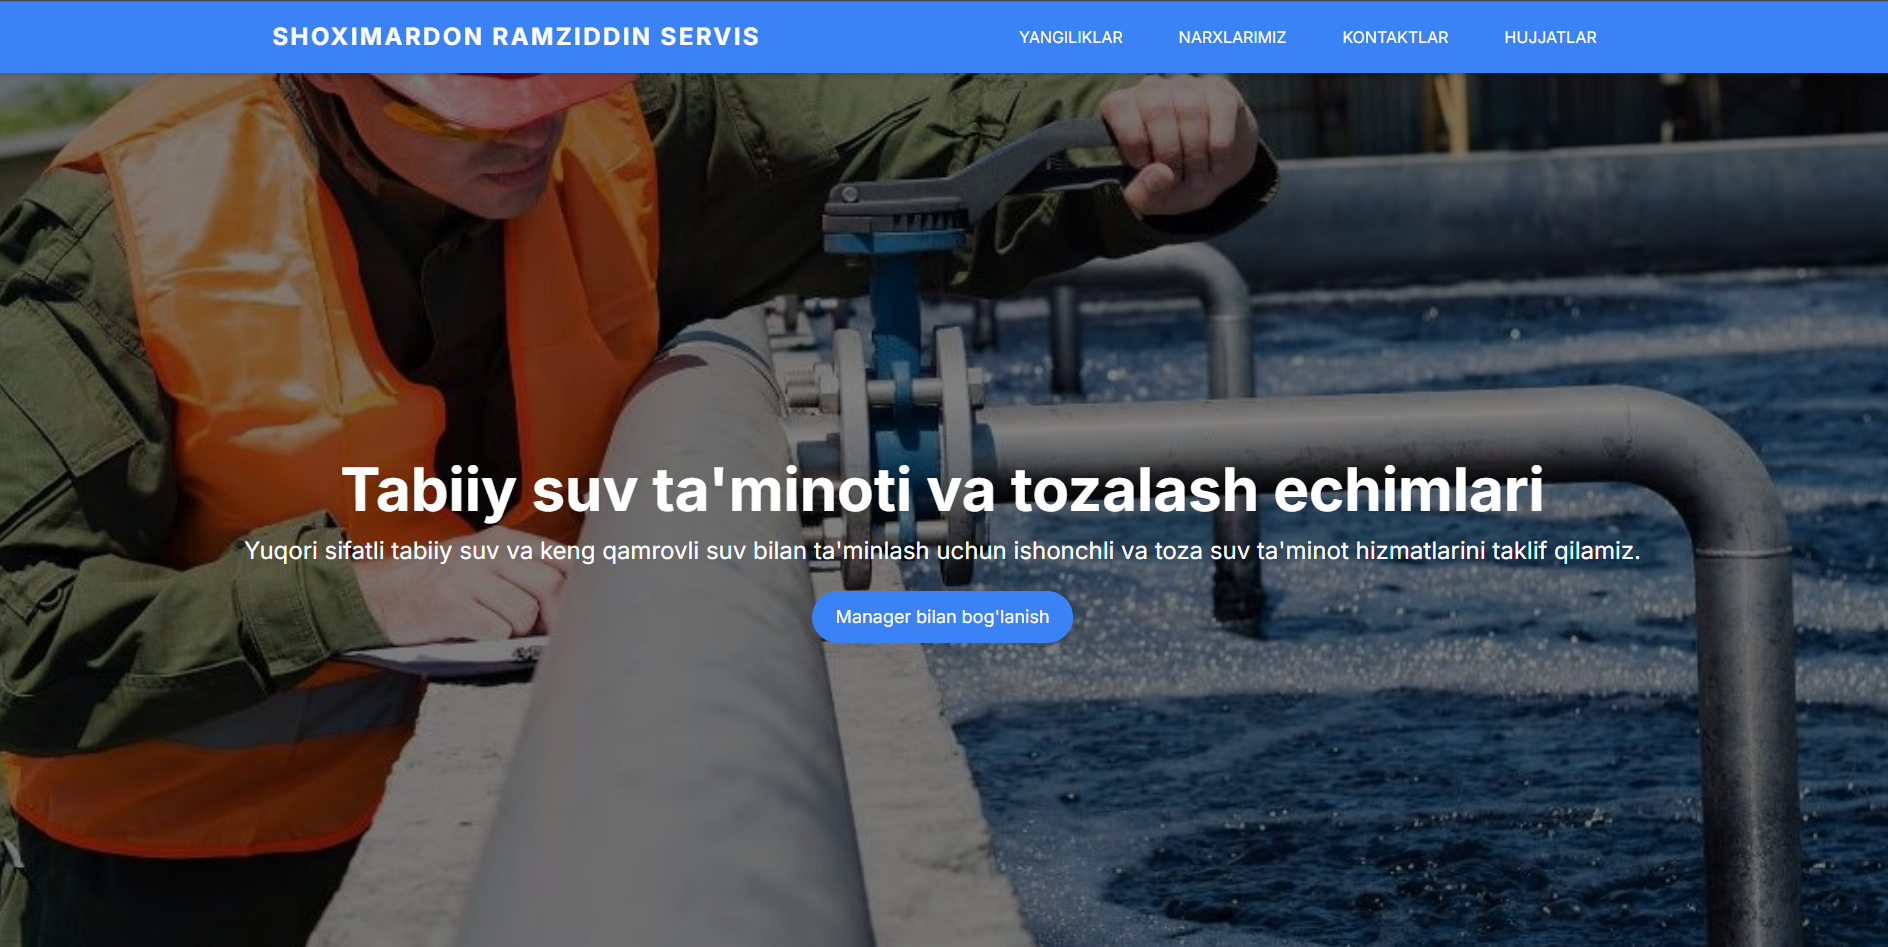 SHOXIMARDON RAMZIDDIN SERVIS
YANGILIKLAR
NARXLARIMIZ
KONTAKTLAR
HUJJATLAR
Tabiiy suv ta'minoti va tozalash echimlari
Yuqori sifatli tabiiy suv va keng qamrovli suv bilan ta'minlash uchun ishonchli va toza suv ta'minot hizmatlarini taklif qilamiz.
Manager bilan bog'lanish